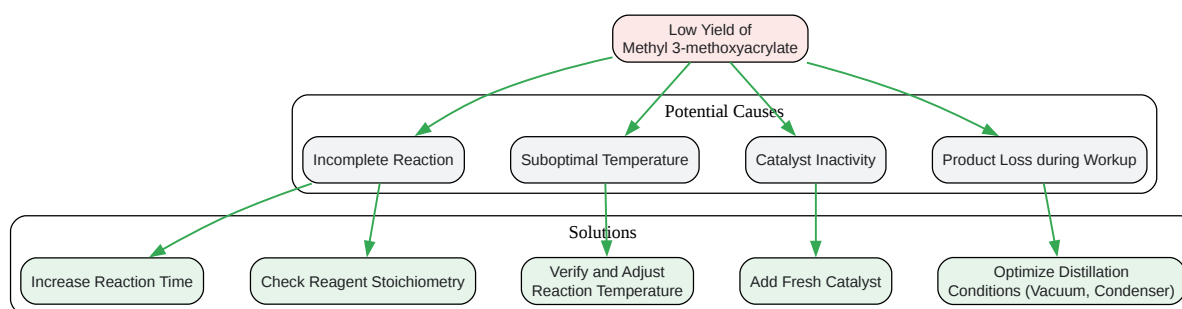 Low Yield of
Methyl 3-methoxyacrylate
Potential Causes
Incomplete Reaction
Suboptimal Temperature
Catalyst Inactivity
Product Loss during Workup
Solutions
Increase Reaction Time
Check Reagent Stoichiometry
Verify and Adjust
Reaction Temperature
Add Fresh Catalyst
Optimize Distillation
Conditions (Vacuum, Condenser)